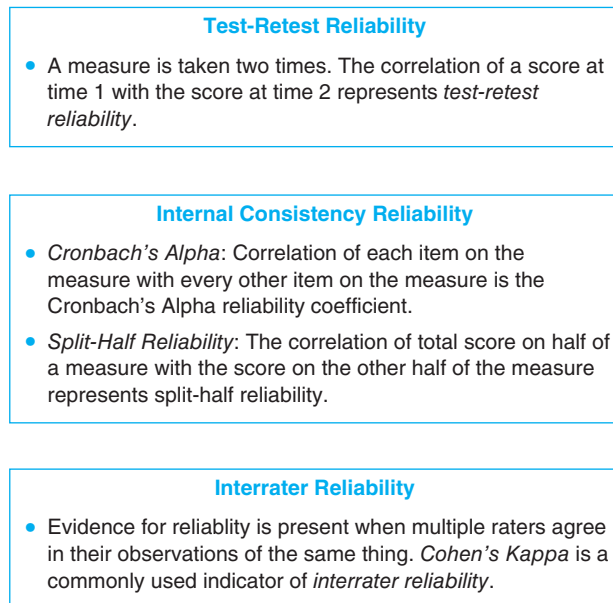 Test-Retest Reliability
• A measure is taken two times. The correlation of a score at
time 1 with the score at time 2 represents test-retest
reliability.
Internal Consistency Reliability
• Cronbach's Alpha: Correlation of each item on the
measure with every other item on the measure is the
Cronbach's Alpha reliability coefficient.
• Split-Half Reliability: The correlation of total score on half of
a measure with the score on the other half of the measure
represents split-half reliability.
Interrater Reliability
• Evidence for reliablity is present when multiple raters agree
in their observations of the same thing. Cohen's Kappa is a
commonly used indicator of interrater reliability.